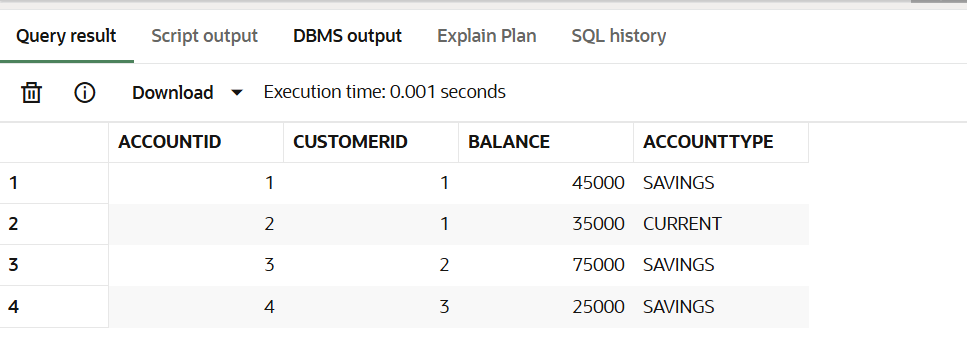 Query result Script output DBMS output Explain Plan SQL history
Download Execution time: 0.001 seconds
ACCOUNTID CUSTOMERID BALANCE ACCOUNTTYPE
1 1 1 45000 SAVINGS
2 2 1 35000 CURRENT
3 3 2 75000 SAVINGS
4 4 3 25000 SAVINGS